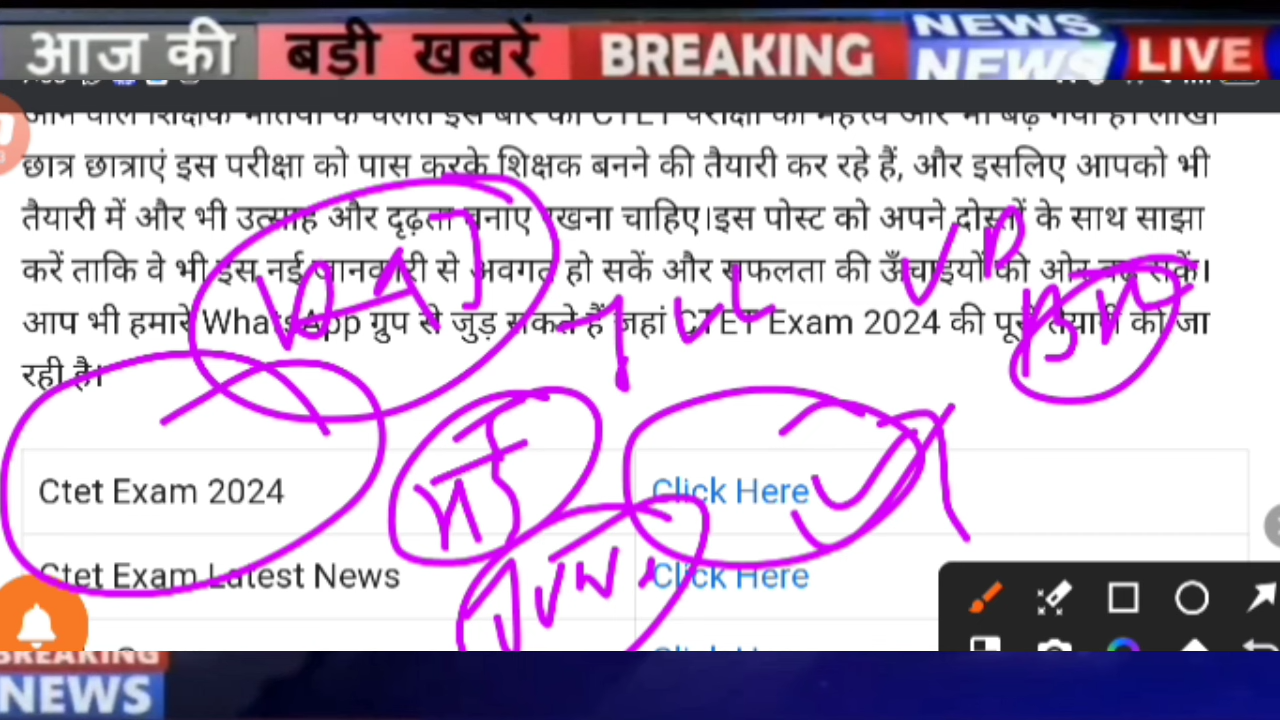 आज की बड़ी खबरें BREAKING NEWS LIVE
NEWS
छात्र छात्राएं इस परीक्षा को पास करके शिक्षक बनने की तैयारी कर रहे हैं, और इसलिए आपको भी
तैयारी में और भी उत्साह और दृढ़ता बनाए रखना चाहिए।इस पोस्ट को अपने दोस्तों के साथ साझा
करें ताकि वे भी इस नई जानकारी से अवगत हो सकें और सफलता की ऊँचाइयों की ओर बढ़ सकें।
आप भी हमारे WhatsApp ग्रुप से जुड़ सकते हैं जहां CTET Exam 2024 की पूरी तैयारी की जा
रही है।
UP
Ctet Exam 2024 Click Here
Ctet Exam Latest News Click Here
BREAKING
NEWS